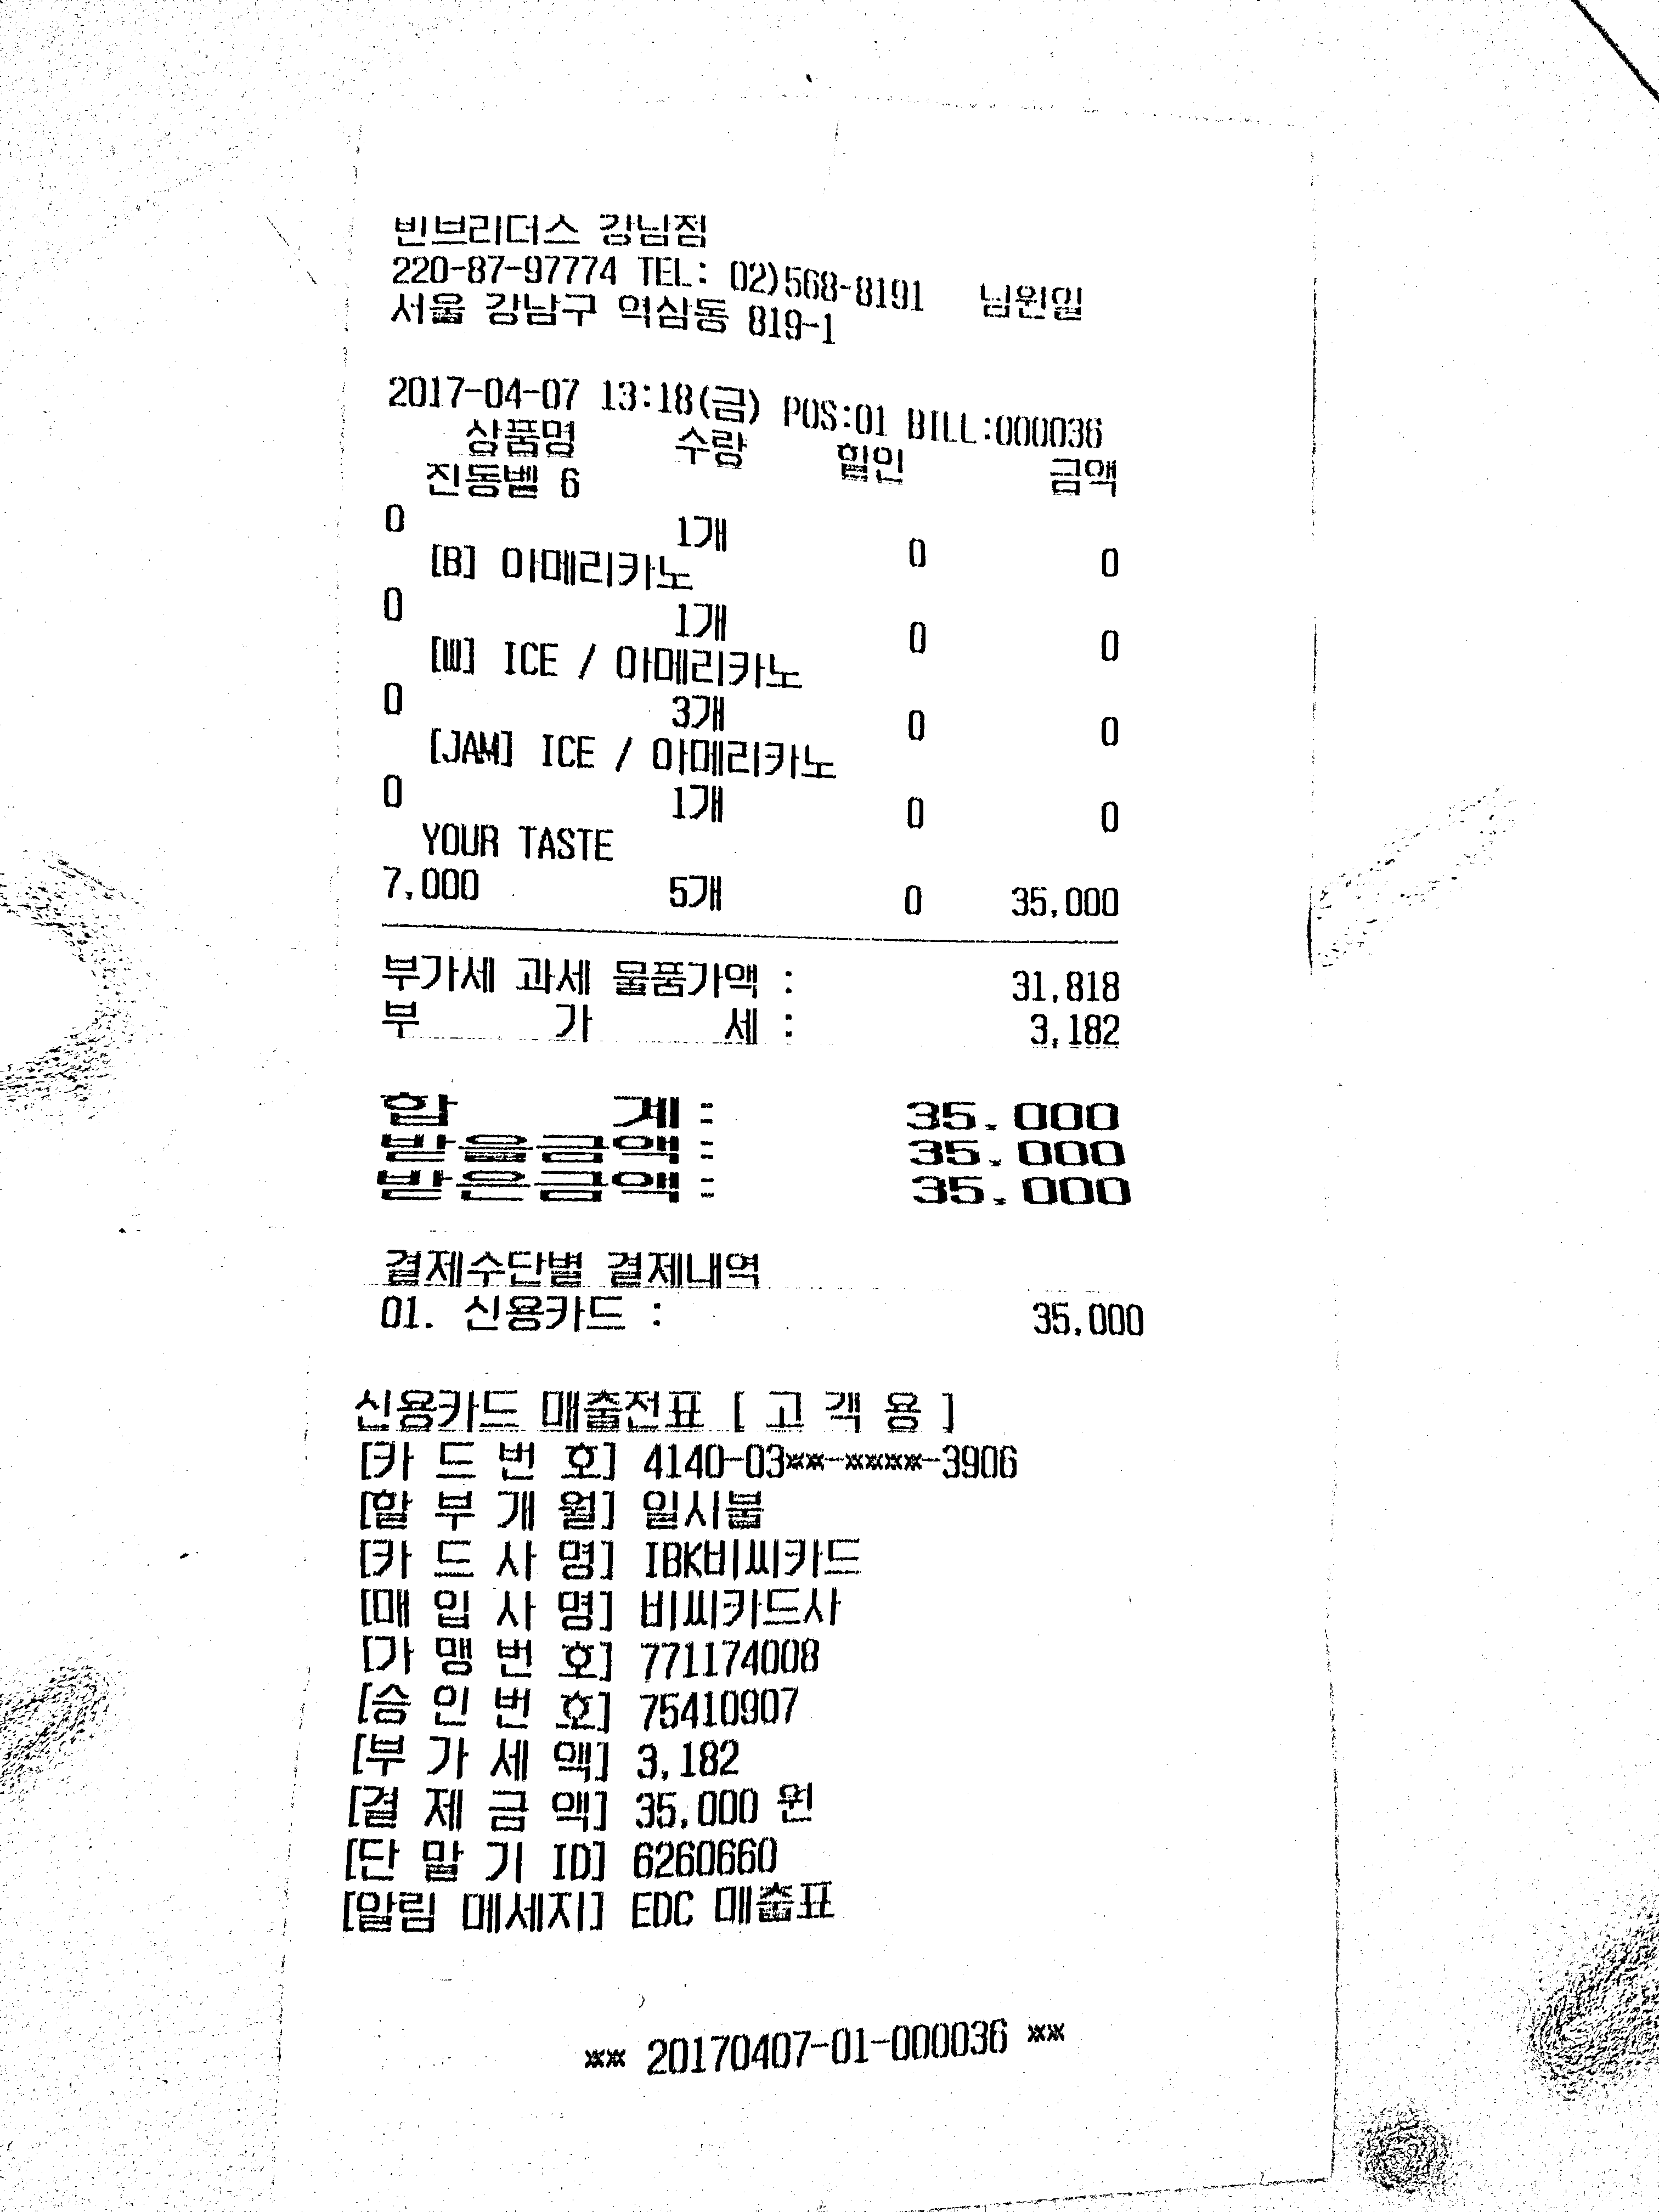 빈브리더스 강남점
220-87-97774 TEL: 02)568-8191 님원일
서울 강남구 역삼동 819-1
2017-04-07 13:18(금) POS:01 BILL:000036
상품명 수량 할인 금액
진동벨 6
0 1개 0 0
[B] 아메리카노
0 1개 0 0
[W] ICE / 아메리카노
0 3개 0 0
[JAM] ICE / 아메리카노
0 1개 0 0
YOUR TASTE
7,000 5개 0 35,000
부가세 과세 물품가액 : 31,818
부 가 세 : 3,182
합 계 : 35,000
받을금액 : 35,000
받은금액 : 35,000
결제수단별 결제내역
01. 신용카드 : 35,000
신용카드 매출전표 [ 고 객 용 ]
[카 드 번 호] 4140-03**-****-3906
[할 부 개 월] 일시불
[카 드 사 명] IBK비씨카드
[매 입 사 명] 비씨카드사
[가 맹 번 호] 771174008
[승 인 번 호] 75410907
[부 가 세 액] 3,182
[결 제 금 액] 35,000 원
[단 말 기 ID] 6260660
[알림 메세지] EDC 매출표
** 20170407-01-000036 **